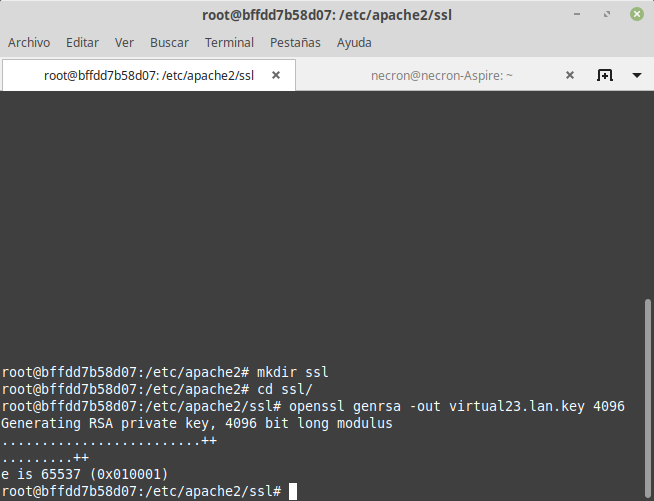 root@bffdd7b58d07: /etc/apache2/ssl
Archivo Editar Ver Buscar Terminal Pestañas Ayuda
root@bffdd7b58d07: /etc/apache2/ssl necron@necron-Aspire: ~
root@bffdd7b58d07:/etc/apache2# mkdir ssl
root@bffdd7b58d07:/etc/apache2# cd ssl/
root@bffdd7b58d07:/etc/apache2/ssl# openssl genrsa -out virtual23.lan.key 4096
Generating RSA private key, 4096 bit long modulus
.........................++
.........++
e is 65537 (0x010001)
root@bffdd7b58d07:/etc/apache2/ssl#